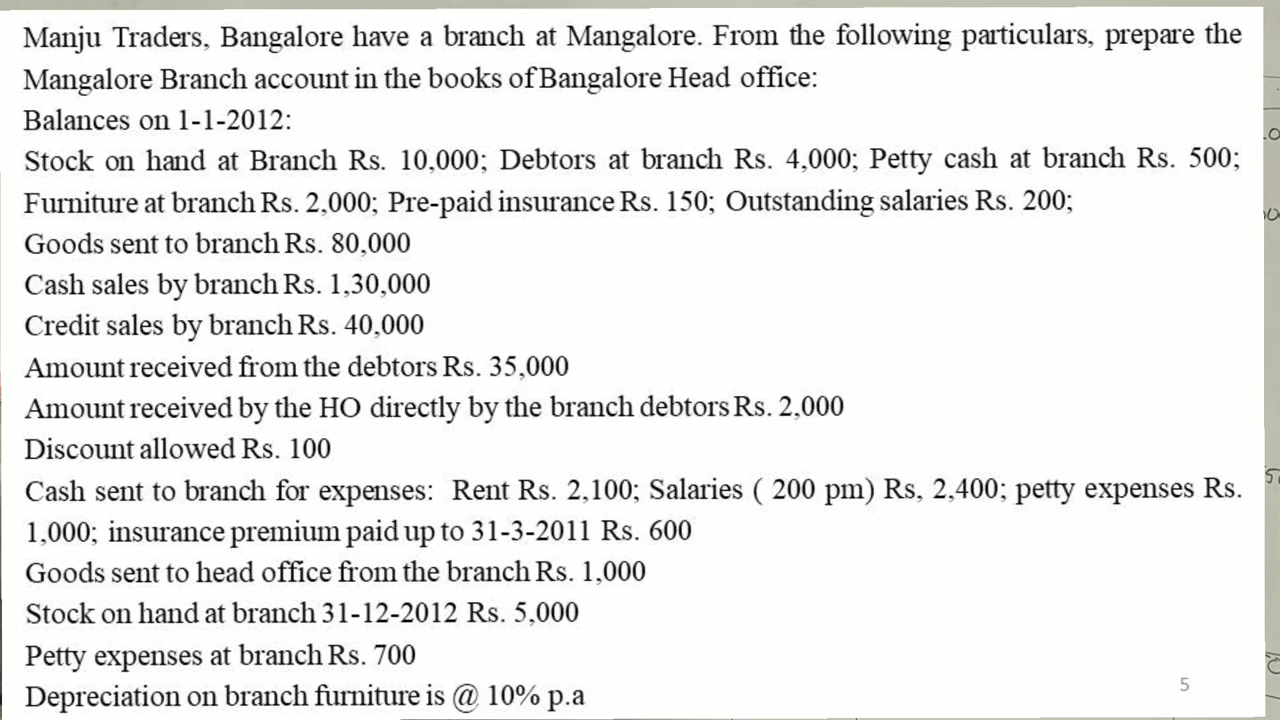 Manju Traders, Bangalore have a branch at Mangalore. From the following particulars, prepare the
Mangalore Branch account in the books of Bangalore Head office:
Balances on 1-1-2012:
Stock on hand at Branch Rs. 10,000; Debtors at branch Rs. 4,000; Petty cash at branch Rs. 500;
Furniture at branch Rs. 2,000; Pre-paid insurance Rs. 150; Outstanding salaries Rs. 200;
Goods sent to branch Rs. 80,000
Cash sales by branch Rs. 1,30,000
Credit sales by branch Rs. 40,000
Amount received from the debtors Rs. 35,000
Amount received by the HO directly by the branch debtors Rs. 2,000
Discount allowed Rs. 100
Cash sent to branch for expenses: Rent Rs. 2,100; Salaries ( 200 pm) Rs, 2,400; petty expenses Rs.
1,000; insurance premium paid up to 31-3-2011 Rs. 600
Goods sent to head office from the branch Rs. 1,000
Stock on hand at branch 31-12-2012 Rs. 5,000
Petty expenses at branch Rs. 700
Depreciation on branch furniture is @ 10% p.a
5